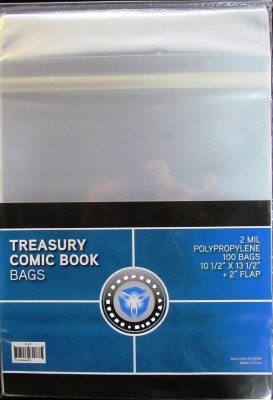 TREASURY
COMIC BOOK
BAGS
2 MIL
POLYPROPYLENE
100 BAGS
10 1/2" X 13 1/2"
+ 2" FLAP